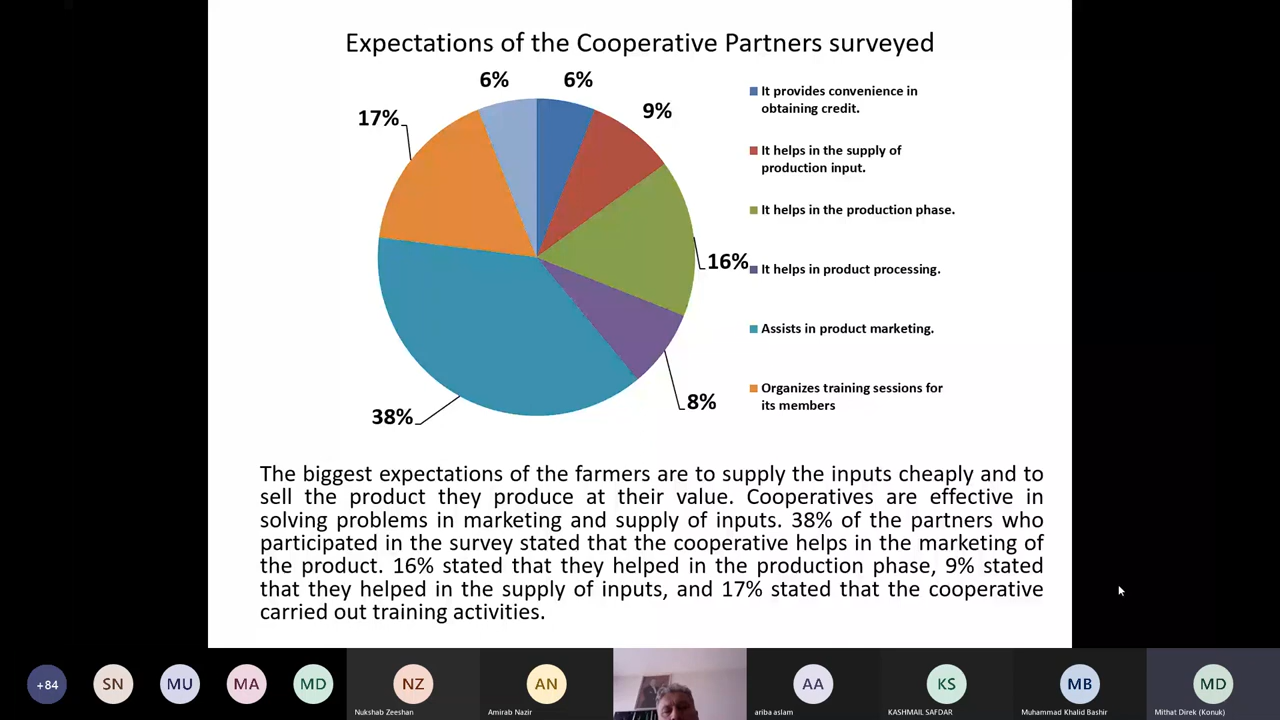 Expectations of the Cooperative Partners surveyed
6%
6%
9%
17%
16%
8%
38%
It provides convenience in
obtaining credit.
It helps in the supply of
production input.
It helps in the production phase.
It helps in product processing.
Assists in product marketing.
Organizes training sessions for
its members
The biggest expectations of the farmers are to supply the inputs cheaply and to
sell the product they produce at their value. Cooperatives are effective in
solving problems in marketing and supply of inputs. 38% of the partners who
participated in the survey stated that the cooperative helps in the marketing of
the product. 16% stated that they helped in the production phase, 9% stated
that they helped in the supply of inputs, and 17% stated that the cooperative
carried out training activities.
+84
SN
MU
MA
MD
NZ
AN
AA
KS
MB
MD
Nukshab Zeeshan
Amirab Nazir
ariba aslam
KASHMAIL SAFDAR
Muhammad Khalid Bashir
Mithat Direk (Konuk)